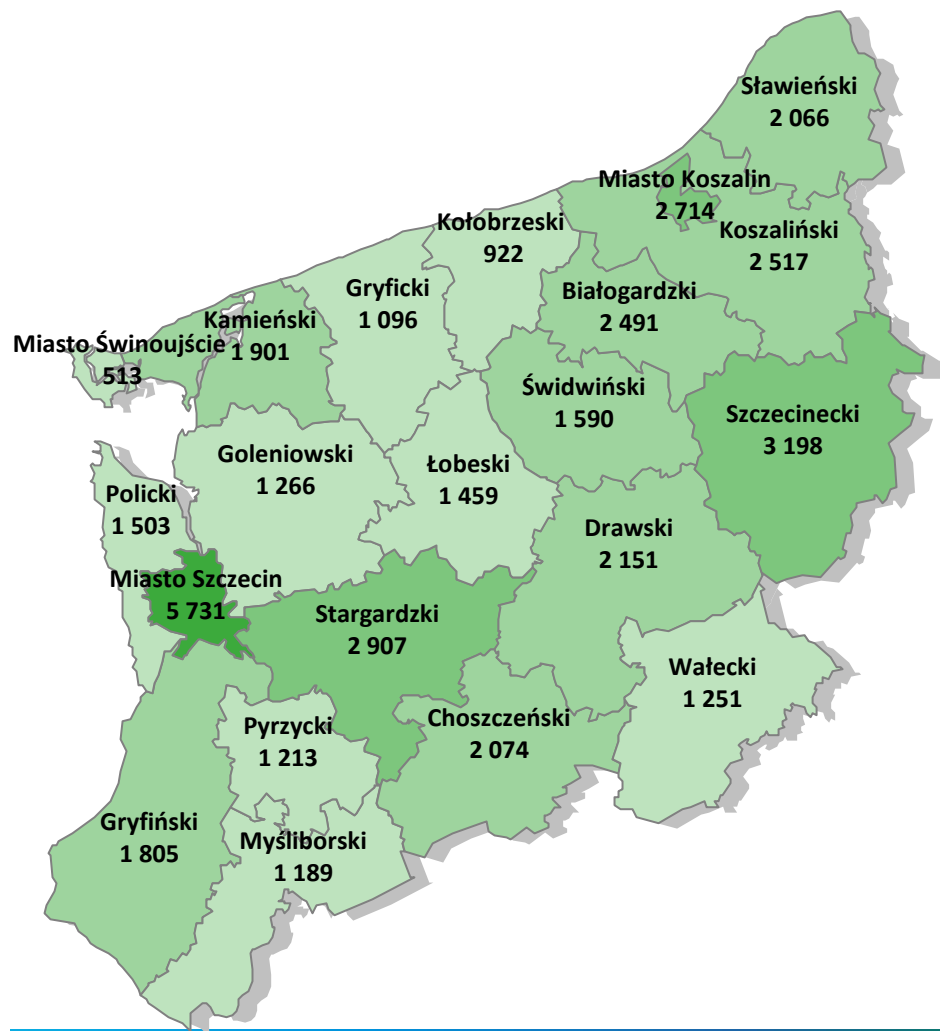 Sławieński
2 066
Miasto Koszalin
2 714
Koszaliński
2 517
Kołobrzeski
922
Gryficki
1 096
Białogardzki
2 491
Kamieński
1 901
Miasto Świnoujście
513
Świdwiński
1 590
Szczecinecki
3 198
Goleniowski
1 266
Łobeski
1 459
Policki
1 503
Drawski
2 151
Miasto Szczecin
5 731
Stargardzki
2 907
Wałecki
1 251
Choszczeński
2 074
Pyrzycki
1 213
Gryfiński
1 805
Myśliborski
1 189